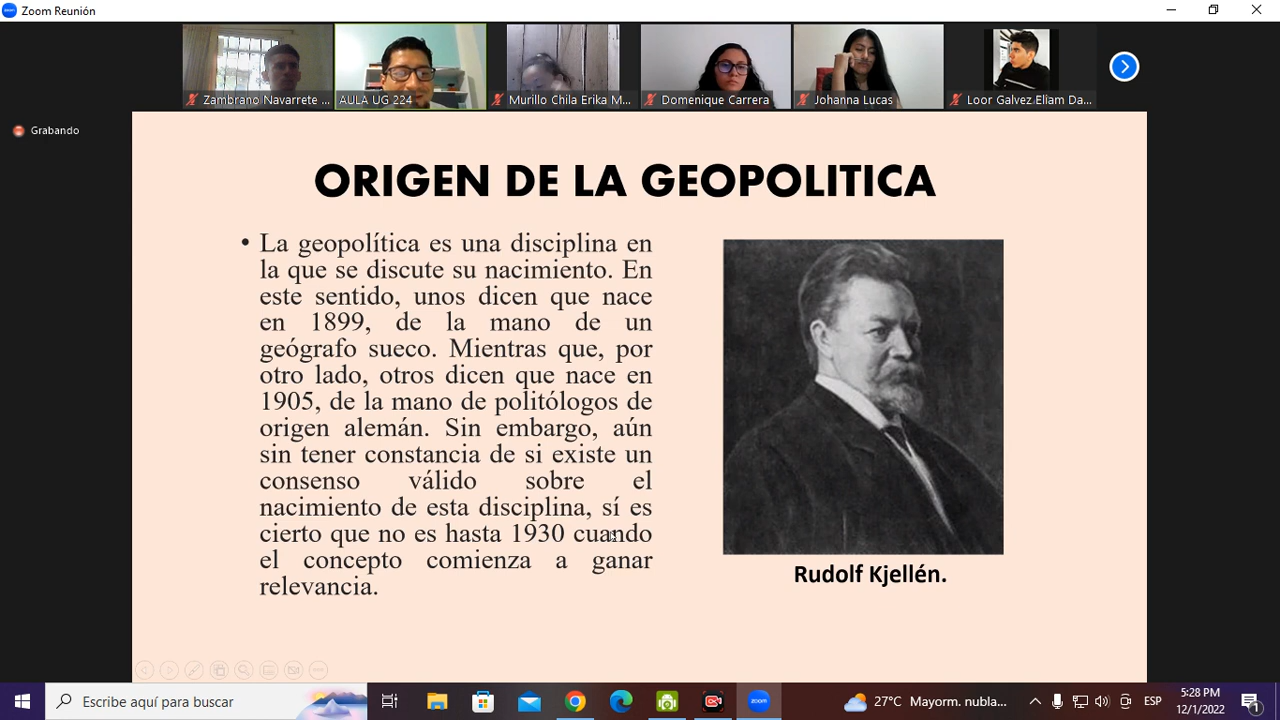 Zoom Reunión
Zambrano Navarrete ...
AULA UG 224
Murillo Chila Erika M...
Domenique Carrera
Johanna Lucas
Loor Galvez Eliam Da...
Grabando
ORIGEN DE LA GEOPOLITICA
• La geopolítica es una disciplina en
la que se discute su nacimiento. En
este sentido, unos dicen que nace
en 1899, de la mano de un
geógrafo sueco. Mientras que, por
otro lado, otros dicen que nace en
1905, de la mano de politólogos de
origen alemán. Sin embargo, aún
sin tener constancia de si existe un
consenso válido sobre el
nacimiento de esta disciplina, sí es
cierto que no es hasta 1930 cuando
el concepto comienza a ganar
relevancia.
Rudolf Kjellén.
Escribe aquí para buscar
27°C Mayorm. nubla...
ESP
5:28 PM
12/1/2022
1